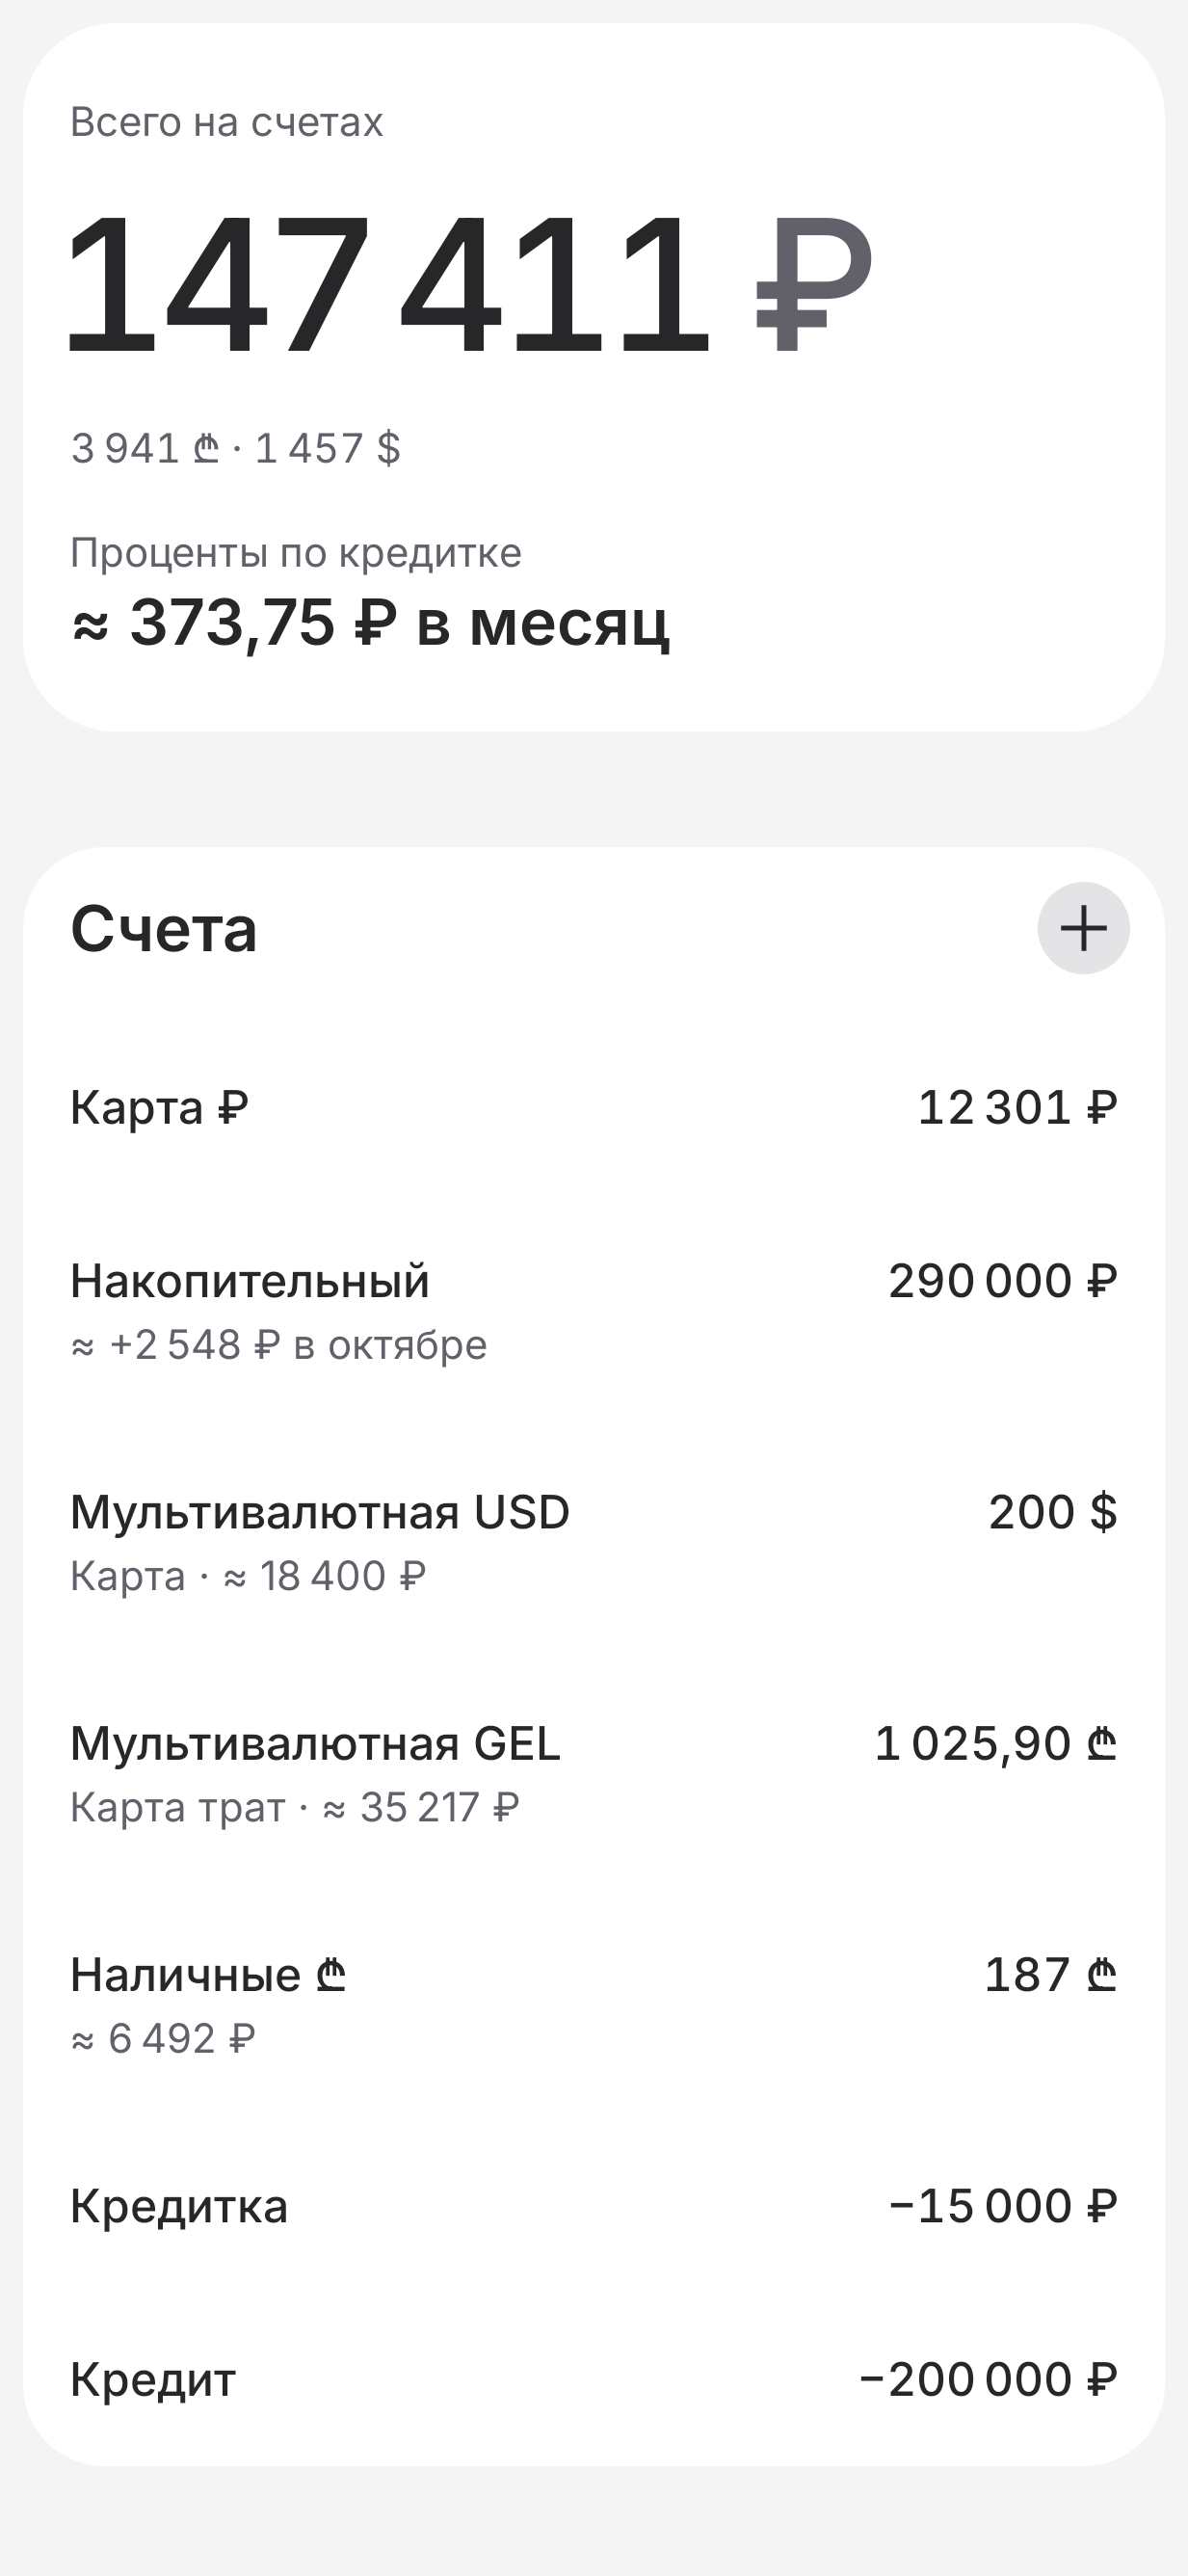 Всего на счетах
147 411 ₽
3 941 ₾ · 1 457 $
Проценты по кредитке
≈ 373,75 ₽ в месяц
Счета
Карта ₽ 12 301 ₽
Накопительный 290 000 ₽
≈ +2 548 ₽ в октябре
Мультивалютная USD 200 $
Карта · ≈ 18 400 ₽
Мультивалютная GEL 1 025,90 ₾
Карта трат · ≈ 35 217 ₽
Наличные ₾ 187 ₾
≈ 6 492 ₽
Кредитка −15 000 ₽
Кредит −200 000 ₽